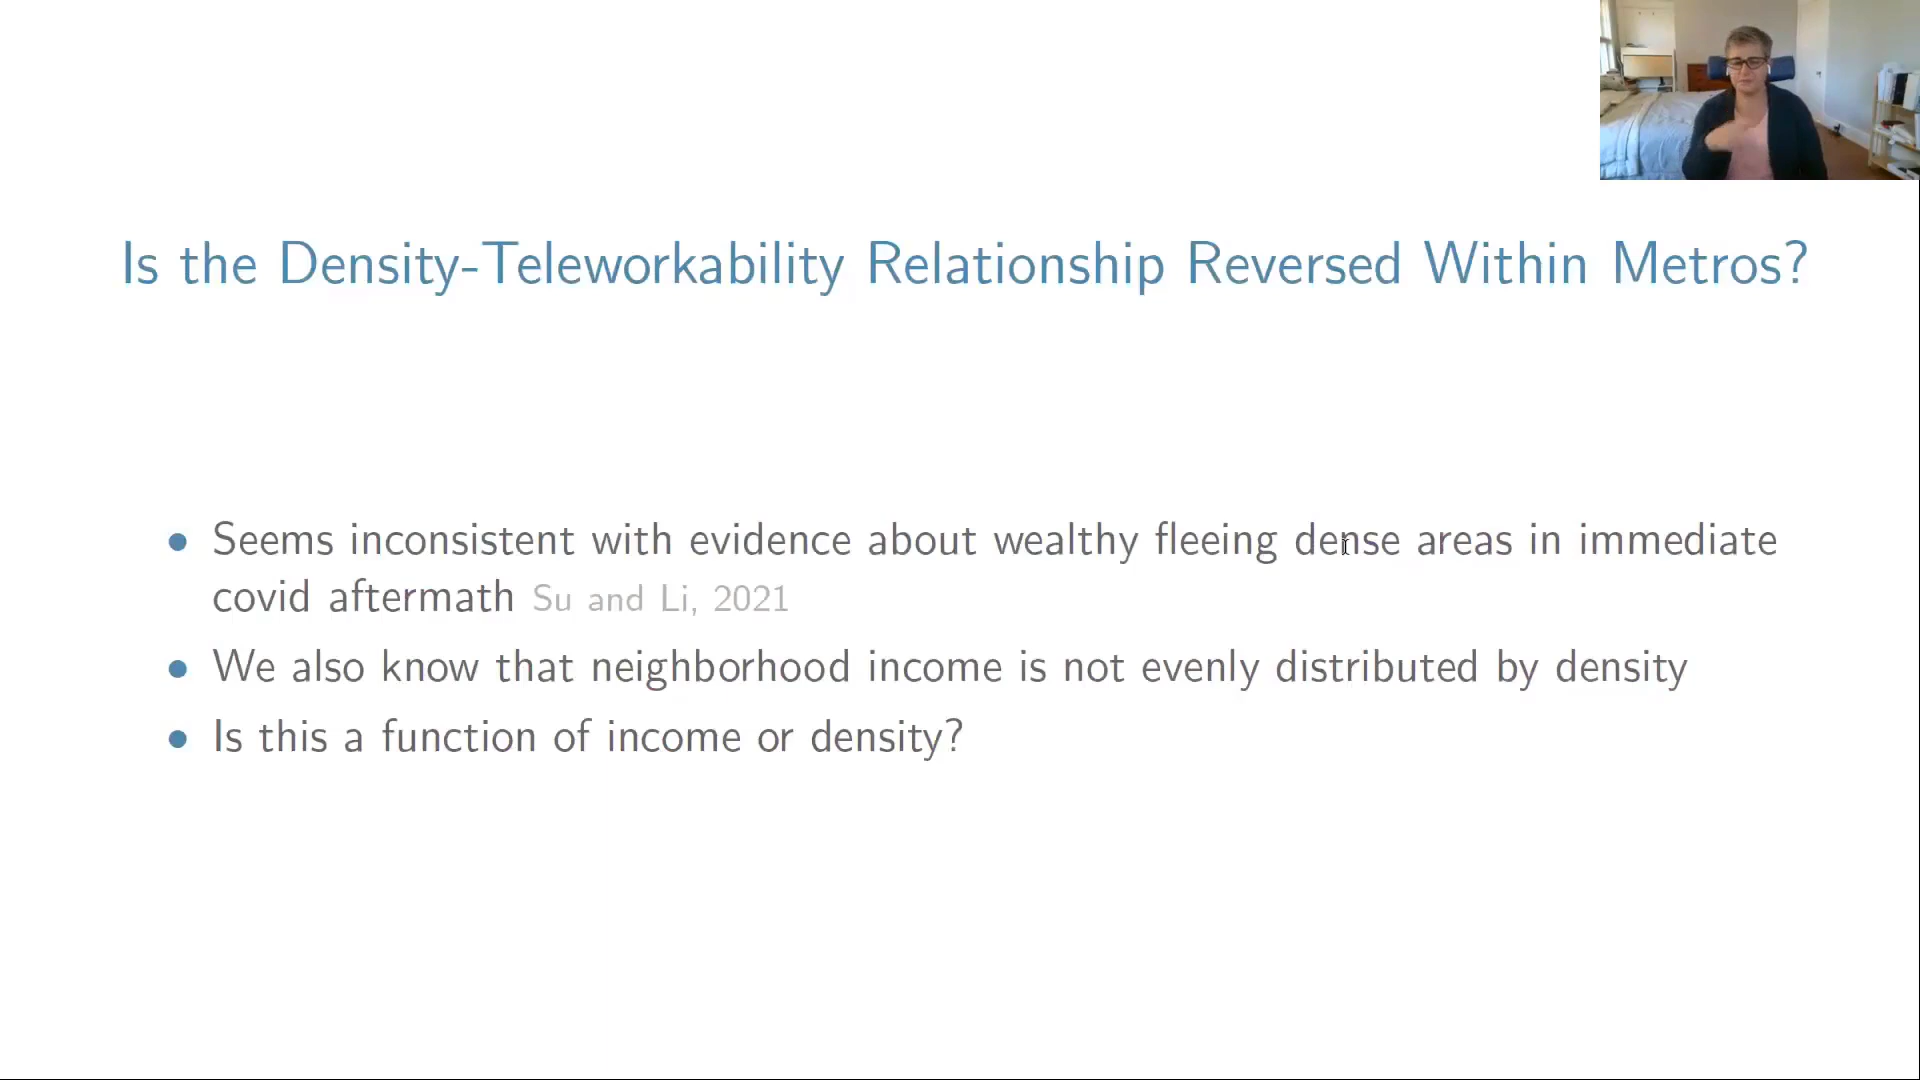 Is the Density-Teleworkability Relationship Reversed Within Metros?
Seems inconsistent with evidence about wealthy fleeing dense areas in immediate
covid aftermath Su and Li, 2021
We also know that neighborhood income is not evenly distributed by density
Is this a function of income or density?